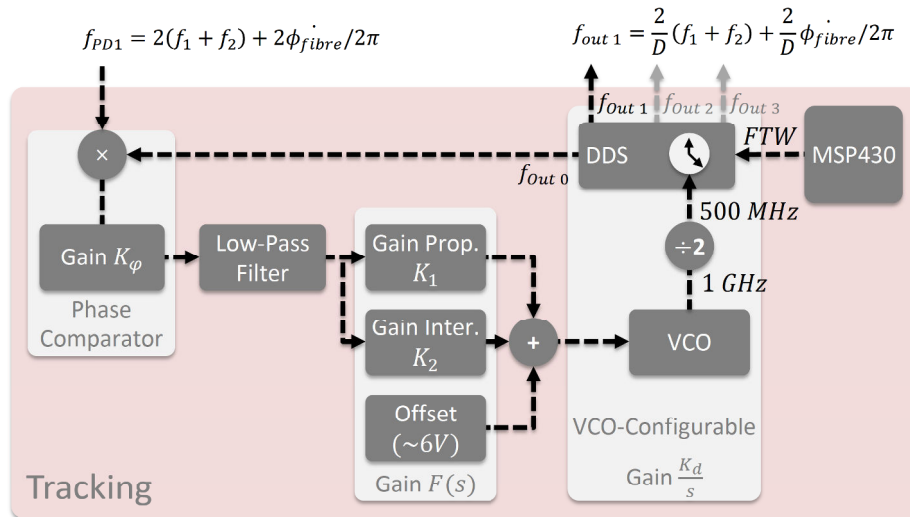 f_PD1 = 2(f_1 + f_2) + 2ϕ̇_fibre/2π
f_out 1 = 2/D (f_1 + f_2) + 2/D ϕ̇_fibre/2π
f_Out 1
f_Out 2
f_Out 3
×
DDS
FTW
MSP430
f_Out 0
500 MHz
÷2
1 GHz
Gain K_φ
Low-Pass
Filter
Gain Prop.
K_1
Phase
Comparator
Gain Inter.
K_2
+
VCO
Offset
(~6V)
VCO-Configurable
Gain K_d/s
Gain F(s)
Tracking